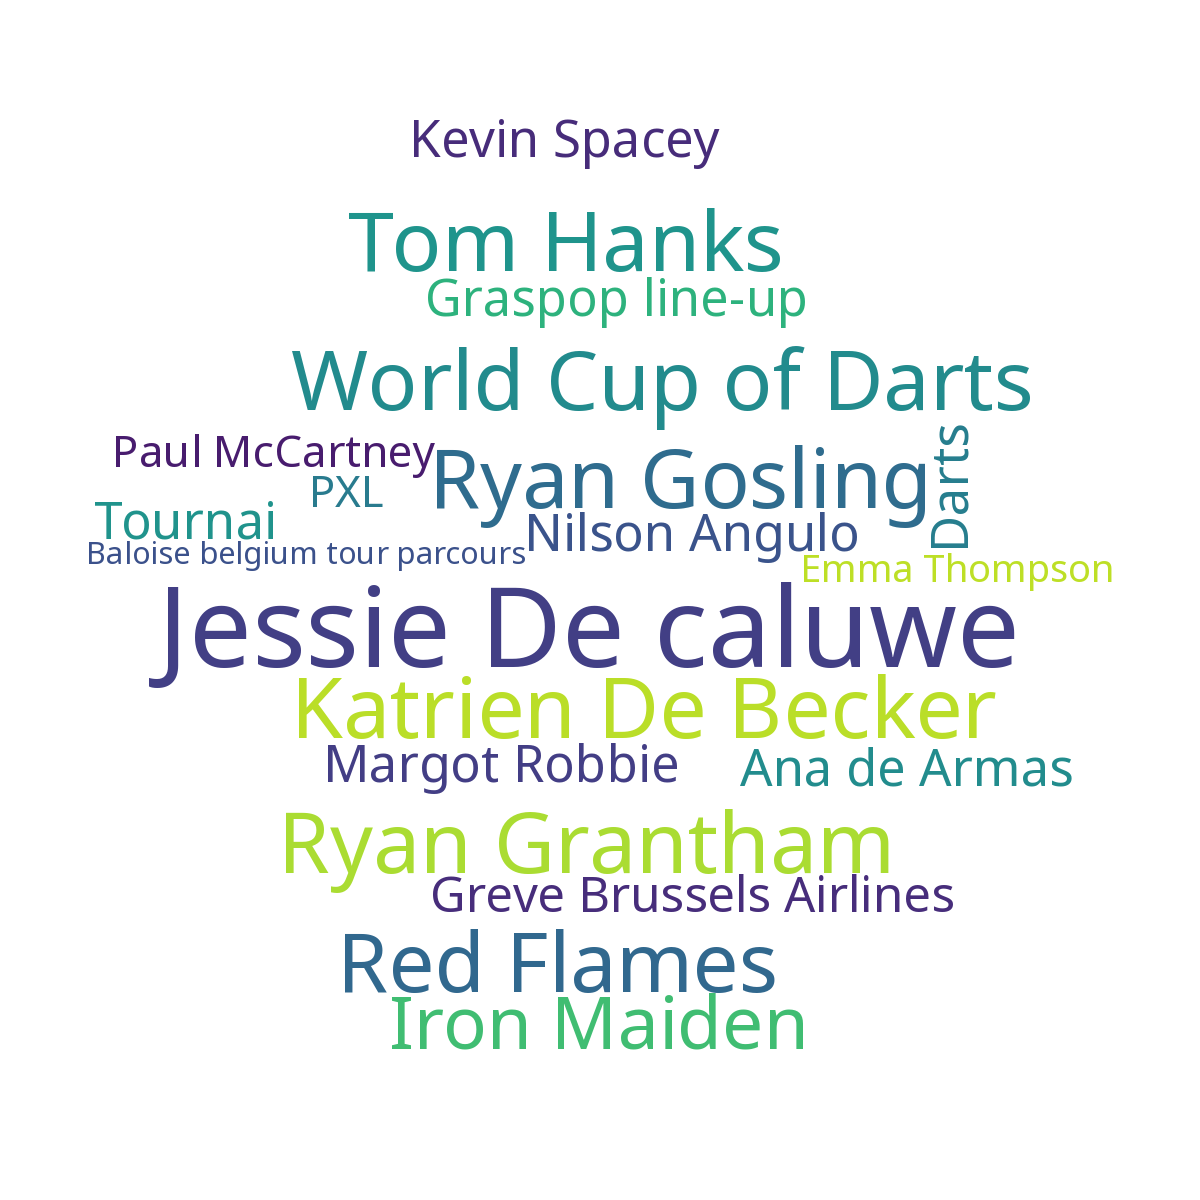 Kevin Spacey
Tom Hanks
Graspop line-up
World Cup of Darts
Paul McCartney
Ryan Gosling
Darts
PXL
Tournai
Nilson Angulo
Baloise belgium tour parcours
Emma Thompson
Jessie De caluwe
Katrien De Becker
Margot Robbie
Ana de Armas
Ryan Grantham
Greve Brussels Airlines
Red Flames
Iron Maiden